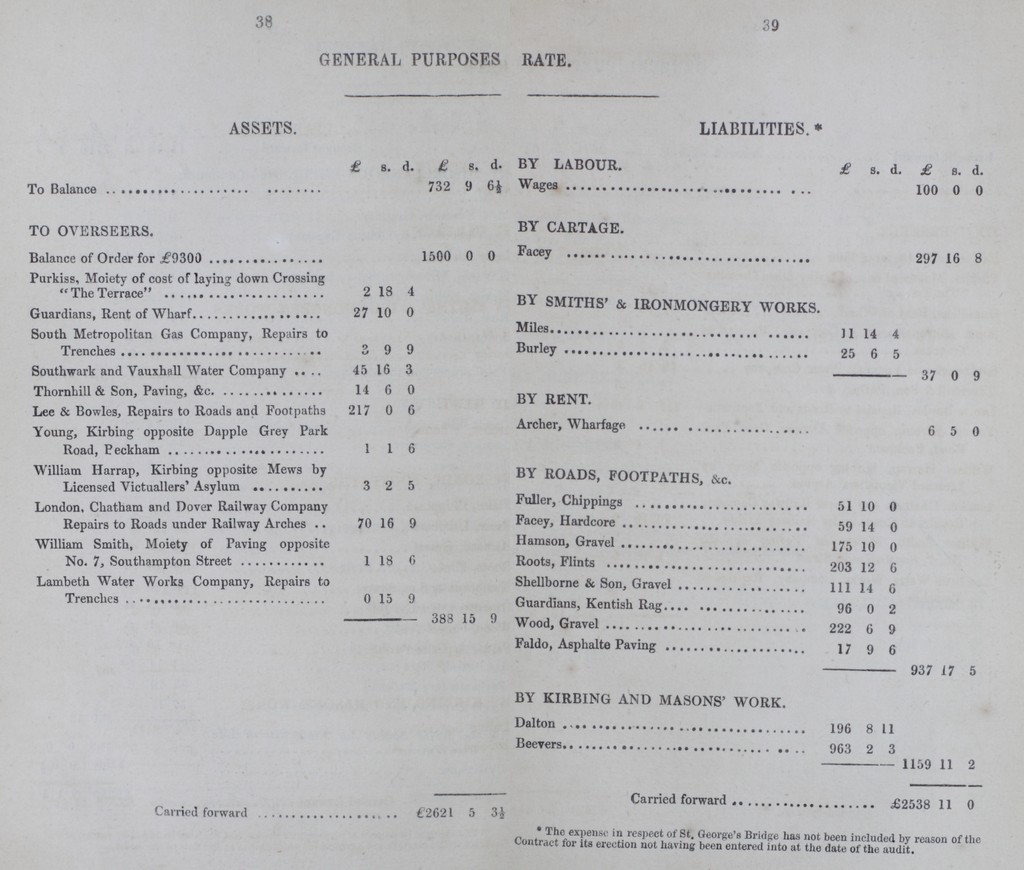 38
39
GENERAL PURPOSES RATE.
ASSETS.
£ s. d. £ s. d.
To Balance .. 732 9 6½
TO OVERSEERS.
Balance of Order for £9300 .. 1500 0 0
Purkiss, Moiety of cost of laying down Crossing
"The Terrace" .. 2 18 4
Guardians, Rent of Wharf.. 27 10 0
South Metropolitan Gas Company, Repairs to
Trenches .. 3 9 9
Southwark and Vauxhall Water Company .. 45 16 3
Thornhill & Son, Paving, &c. .. 14 6 0
Lee & Bowles, Repairs to Roads and Footpaths 217 0 6
Young, Kirbing opposite Dapple Grey Park
Road, Peckham .. 1 1 6
William Harrap, Kirbing opposite Mews by
Licensed Victuallers' Asylum .. 3 2 5
London, Chatham and Dover Railway Company
Repairs to Roads under Railway Arches .. 70 16 9
William Smith, Moiety of Paving opposite
No. 7, Southampton Street .. 1 18 6
Lambeth Water Works Company, Repairs to
Trenches .. 0 15 9
388 15 9
Carried forward .. £2621 5 3½
LIABILITIES.*
BY LABOUR. £ s. d. £ s. d.
Wages .. 100 0 0
BY CARTAGE.
Facey .. 297 16 8
BY SMITHS' & IRONMONGERY WORKS.
Miles.. 11 14 4
Burley .. 25 6 5
37 0 9
BY RENT.
Archer, Wharfage .. 6 5 0
BY ROADS, FOOTPATHS, &c.
Fuller, Chippings .. 51 10 0
Facey, Hardcore .. 59 14 0
Hamson, Gravel .. 175 10 0
Roots, Flints .. 203 12 6
Shellborne & Son, Gravel .. 111 14 6
Guardians, Kentish Rag.. 96 0 2
Wood, Gravel .. 222 6 9
Faldo, Asphalte Paving .. 17 9 6
937 17 5
BY KIRBING AND MASONS' WORK.
Dalton .. 196 8 11
Beevers.. 963 2 3
1159 11 2
Carried forward .. £2538 11 0
* The expense in respect of St. George's Bridge has not been included by reason of the
Contract for its erection not having been entered into at the date of the audit.